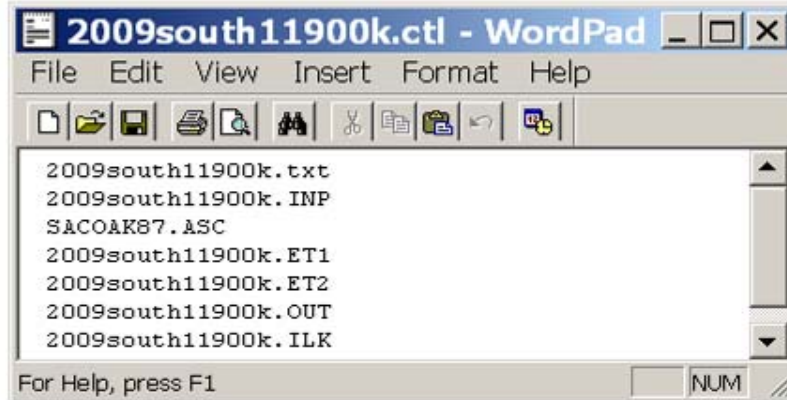 2009south11900k.ctl - WordPad
File Edit View Insert Format Help
2009south11900k.txt
2009south11900k.INP
SACOAK87.ASC
2009south11900k.ET1
2009south11900k.ET2
2009south11900k.OUT
2009south11900k.ILK
For Help, press F1 NUM